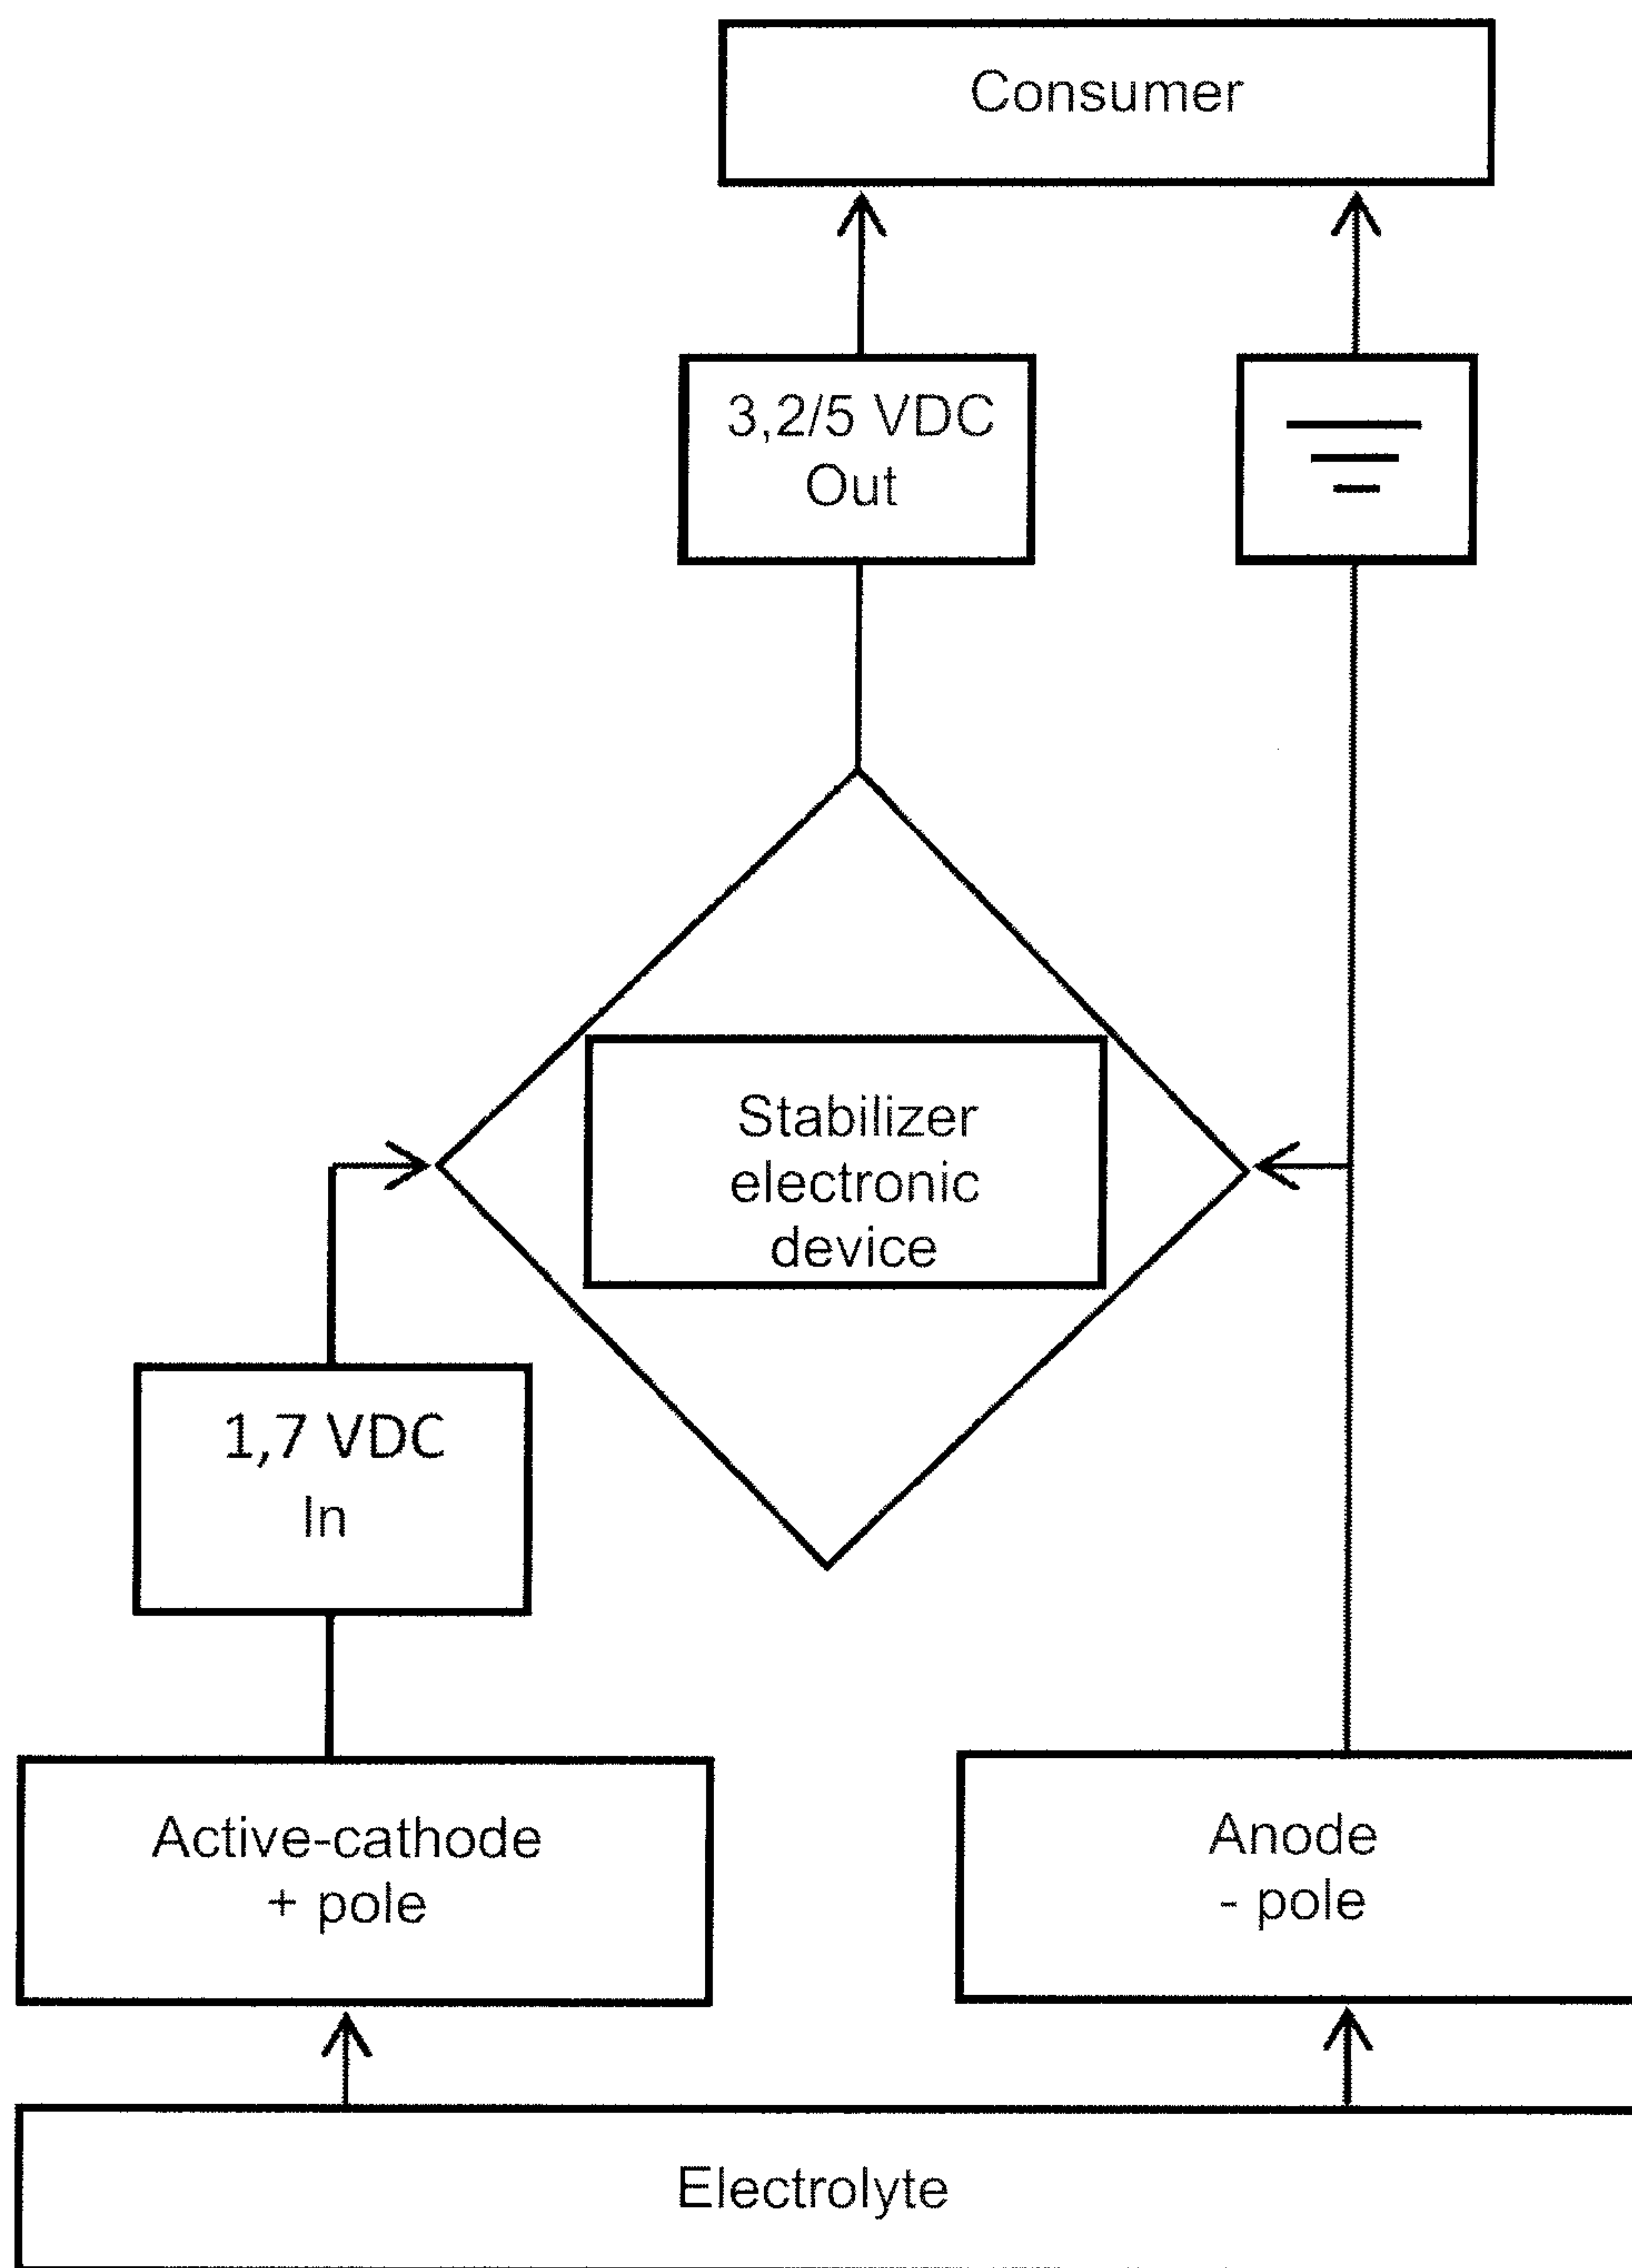 Consumer
3,2/5 VDC
Out
Stabilizer
electronic
device
1,7 VDC
In
Active-cathode
+ pole
Anode
- pole
Electrolyte